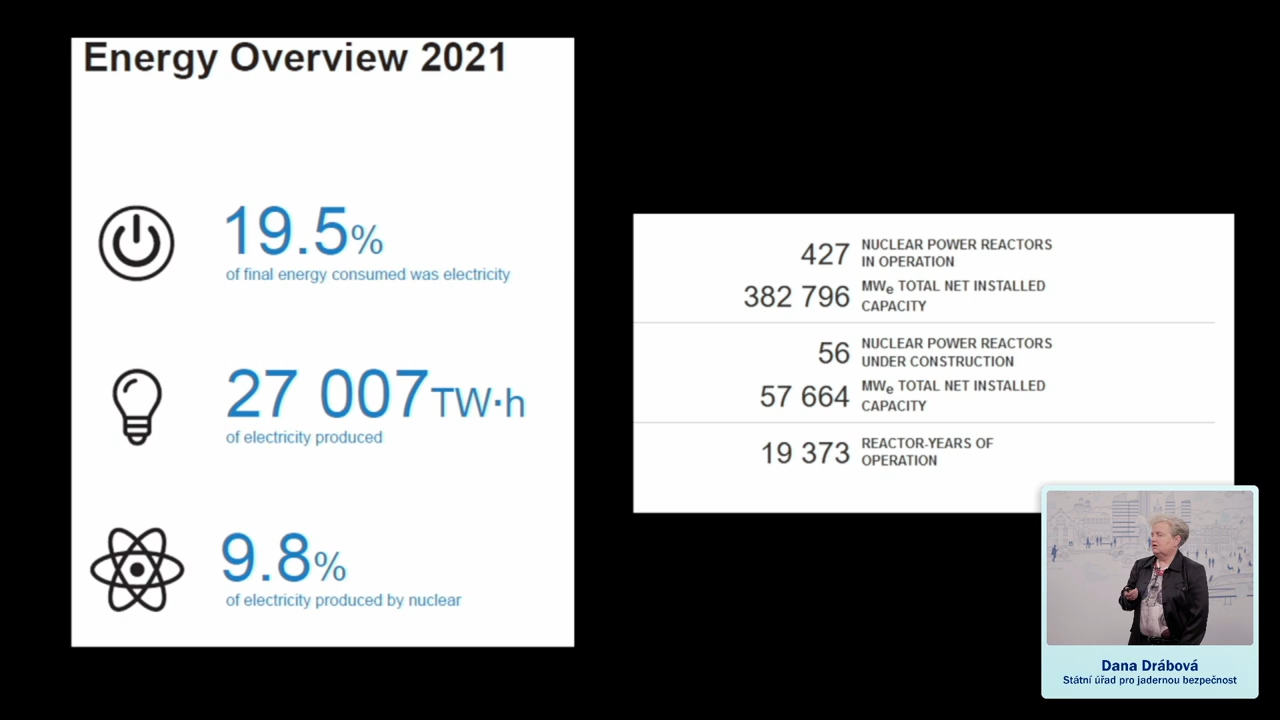 Energy Overview 2021
19.5%
of final energy consumed was electricity
27 007TW·h
of electricity produced
9.8%
of electricity produced by nuclear
427 NUCLEAR POWER REACTORS
IN OPERATION
382 796 MWe TOTAL NET INSTALLED
CAPACITY
56 NUCLEAR POWER REACTORS
UNDER CONSTRUCTION
57 664 MWe TOTAL NET INSTALLED
CAPACITY
19 373 REACTOR-YEARS OF
OPERATION
Dana Drábová
Státní úřad pro jadernou bezpečnost